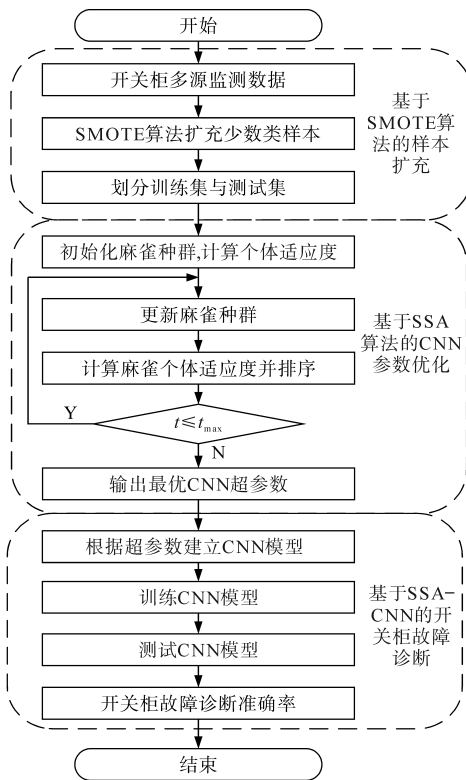 开始
开关柜多源监测数据
SMOTE算法扩充少数类样本
划分训练集与测试集
基于
SMOTE算
法的样本
扩充
初始化麻雀种群,计算个体适应度
更新麻雀种群
计算麻雀个体适应度并排序
Y
t≤tmax
N
输出最优CNN超参数
基于SSA
算法的CNN
参数优化
根据超参数建立CNN模型
训练CNN模型
测试CNN模型
开关柜故障诊断准确率
基于SSA-
CNN的开
关柜故障
诊断
结束